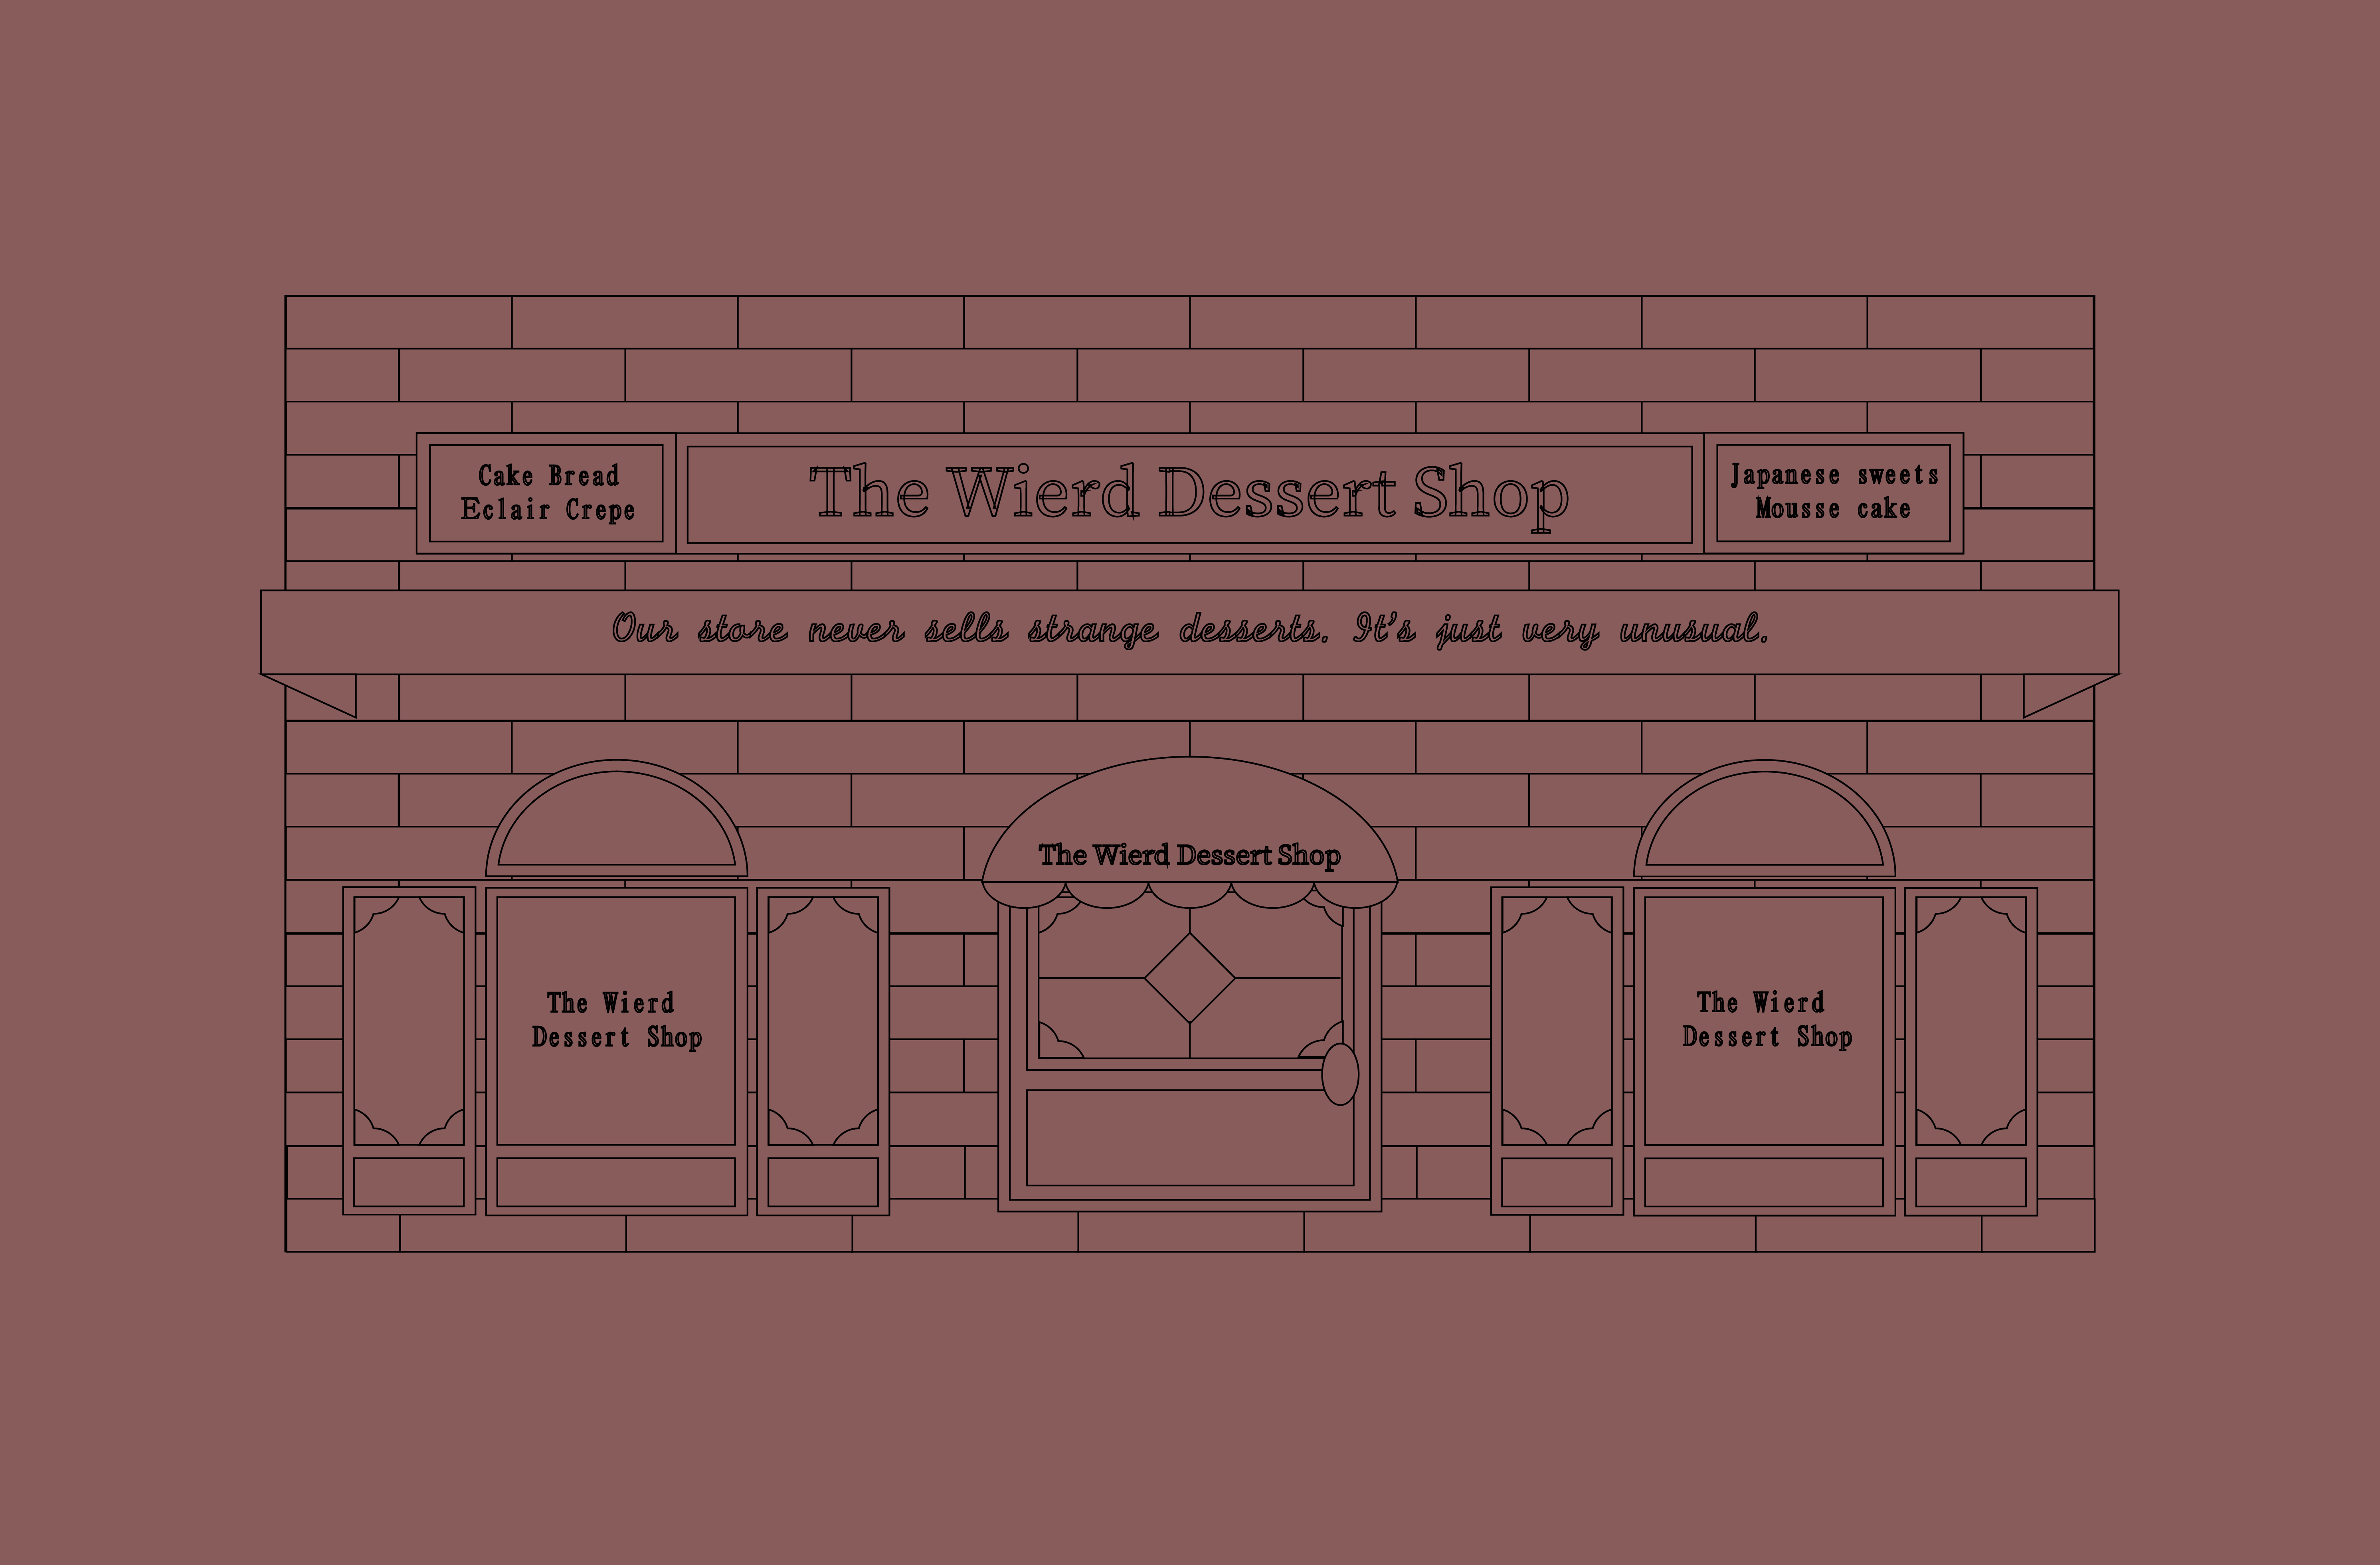 Cake Bread
Eclair Crepe
The Wierd Dessert Shop
Japanese sweets
Mousse cake
Our store never sells strange desserts. It's just very unusual.
The Wierd Dessert Shop
The Wierd
Dessert Shop
The Wierd
Dessert Shop